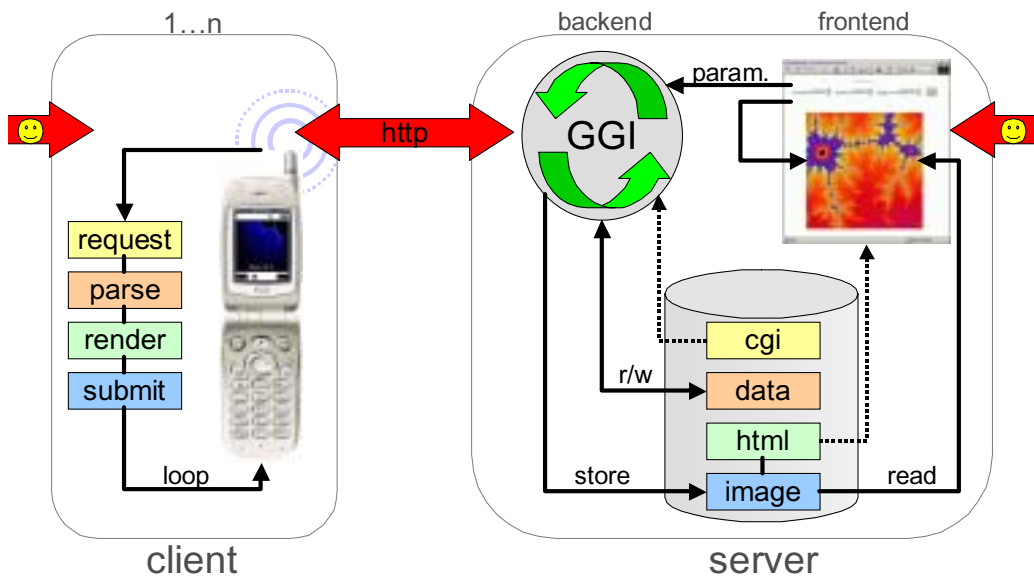 1...n
backend
frontend
param.
http
GGI
request
parse
render
submit
loop
cgi
r/w
data
html
store
image
read
client
server